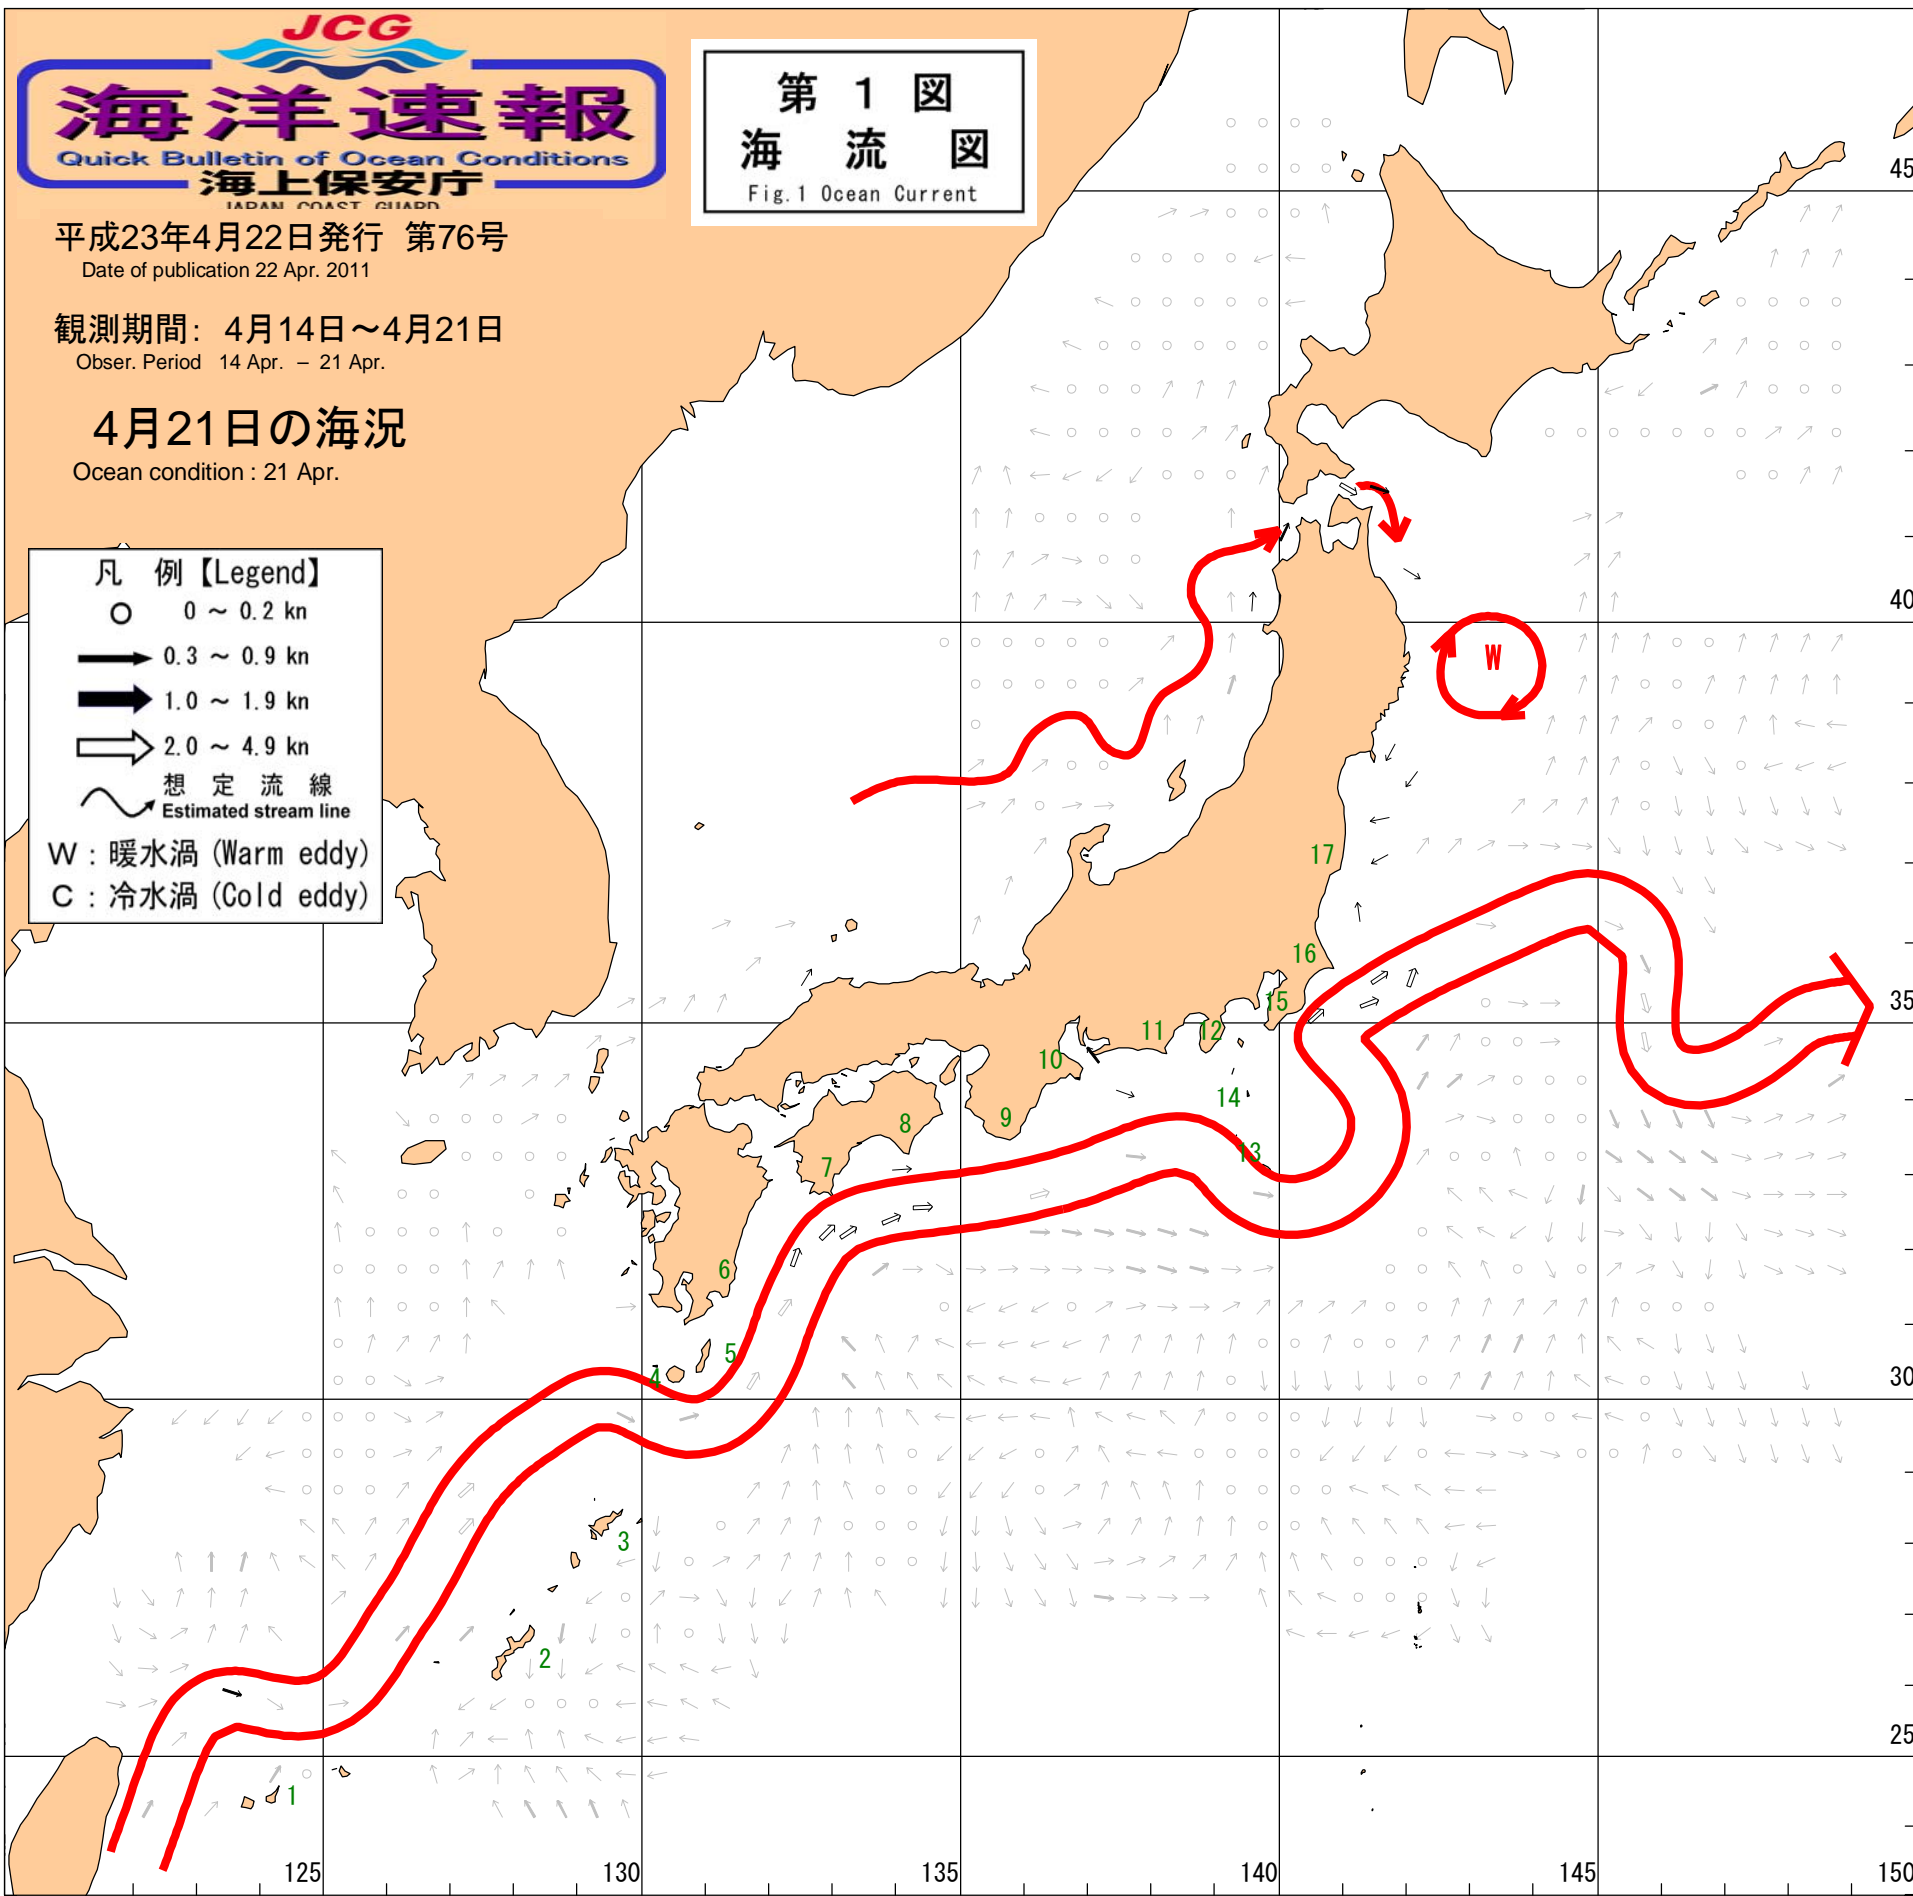 JCG
海洋速報
Quick Bulletin of Ocean Conditions
海上保安庁
JAPAN COAST GUARD
平成23年4月22日発行 第76号
Date of publication 22 Apr. 2011
観測期間: 4月14日～4月21日
Obser. Period 14 Apr. – 21 Apr.
4月21日の海況
Ocean condition : 21 Apr.
第 1 図
海 流 図
Fig.1 Ocean Current
凡 例【Legend】
0 ～ 0.2 kn
0.3 ～ 0.9 kn
1.0 ～ 1.9 kn
2.0 ～ 4.9 kn
想 定 流 線
Estimated stream line
W : 暖水渦 (Warm eddy)
C : 冷水渦 (Cold eddy)
45
40
W
17
16
35
15
12
11
10
14
9
8
13
7
6
5
4
30
3
2
25
1
125
130
135
140
145
150